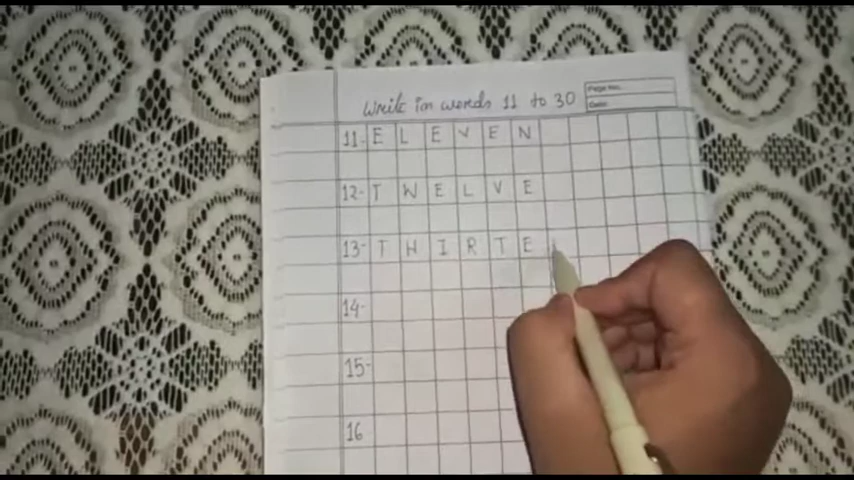 Write in words 11 to 30
Page No.:
Date:
11- E L E V E N
12- T W E L V E
13- T H I R T E
14-
15-
16